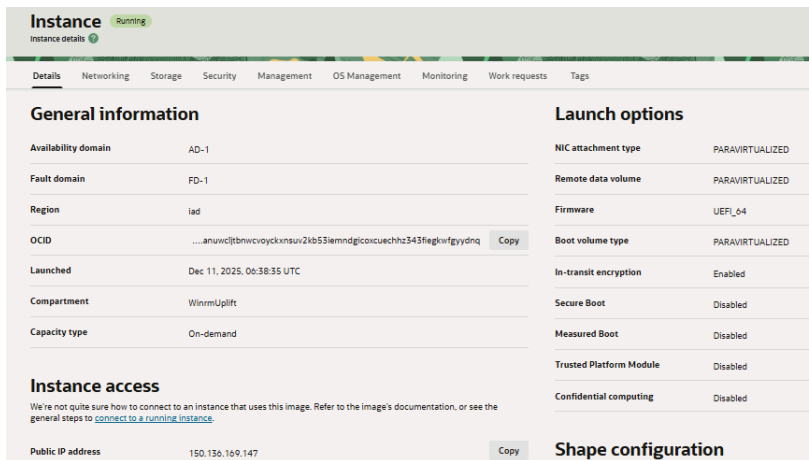 Instance Running
Instance details ?
Details Networking Storage Security Management OS Management Monitoring Work requests Tags
General information
Availability domain AD-1
Fault domain FD-1
Region iad
OCID ....anuwcljtbnwcvoyckxnsuv2kb53iemndgicoxcuechhz343fiegkwfgyydnq Copy
Launched Dec 11, 2025, 06:38:35 UTC
Compartment WinrmUplift
Capacity type On-demand
Instance access
We're not quite sure how to connect to an instance that uses this image. Refer to the image's documentation, or see the
general steps to connect to a running instance.
Public IP address 150.136.169.147 Copy
Launch options
NIC attachment type PARAVIRTUALIZED
Remote data volume PARAVIRTUALIZED
Firmware UEFI_64
Boot volume type PARAVIRTUALIZED
In-transit encryption Enabled
Secure Boot Disabled
Measured Boot Disabled
Trusted Platform Module Disabled
Confidential computing Disabled
Shape configuration